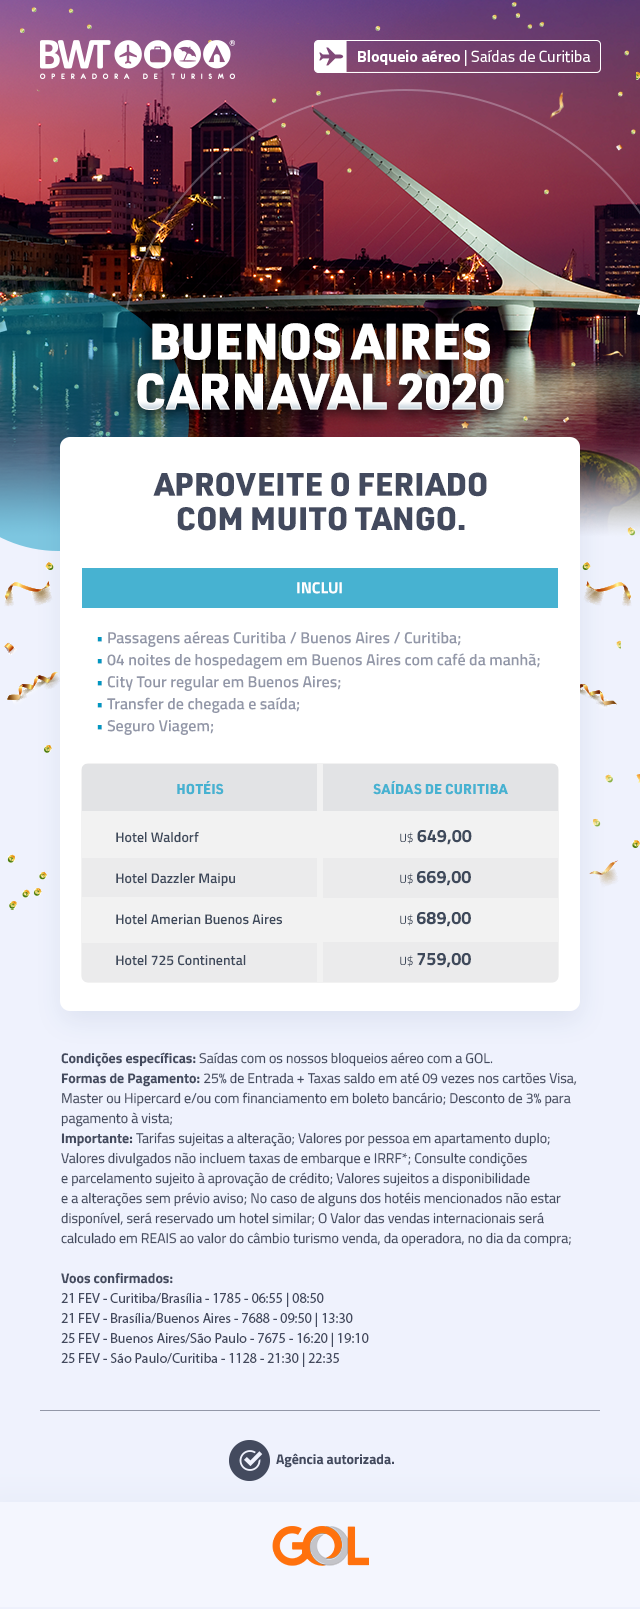 BWT
OPERADORA DE TURISMO
Bloqueio aéreo | Saídas de Curitiba
BUENOS AIRES
CARNAVAL 2020
APROVEITE O FERIADO
COM MUITO TANGO.
INCLUI
▪ Passagens aéreas Curitiba / Buenos Aires / Curitiba;
▪ 04 noites de hospedagem em Buenos Aires com café da manhã;
▪ City Tour regular em Buenos Aires;
▪ Transfer de chegada e saída;
▪ Seguro Viagem;
HOTÉIS SAÍDAS DE CURITIBA
Hotel Waldorf U$ 649,00
Hotel Dazzler Maipu U$ 669,00
Hotel Amerian Buenos Aires U$ 689,00
Hotel 725 Continental U$ 759,00
Condições específicas: Saídas com os nossos bloqueios aéreo com a GOL.
Formas de Pagamento: 25% de Entrada + Taxas saldo em até 09 vezes nos cartões Visa,
Master ou Hipercard e/ou com financiamento em boleto bancário; Desconto de 3% para
pagamento à vista;
Importante: Tarifas sujeitas a alteração; Valores por pessoa em apartamento duplo;
Valores divulgados não incluem taxas de embarque e IRRF*; Consulte condições
e parcelamento sujeito à aprovação de crédito; Valores sujeitos a disponibilidade
e a alterações sem prévio aviso; No caso de alguns dos hotéis mencionados não estar
disponível, será reservado um hotel similar; O Valor das vendas internacionais será
calculado em REAIS ao valor do câmbio turismo venda, da operadora, no dia da compra;
Voos confirmados:
21 FEV - Curitiba/Brasília - 1785 - 06:55 | 08:50
21 FEV - Brasília/Buenos Aires - 7688 - 09:50 | 13:30
25 FEV - Buenos Aires/São Paulo - 7675 - 16:20 | 19:10
25 FEV - São Paulo/Curitiba - 1128 - 21:30 | 22:35
Agência autorizada.
GOL